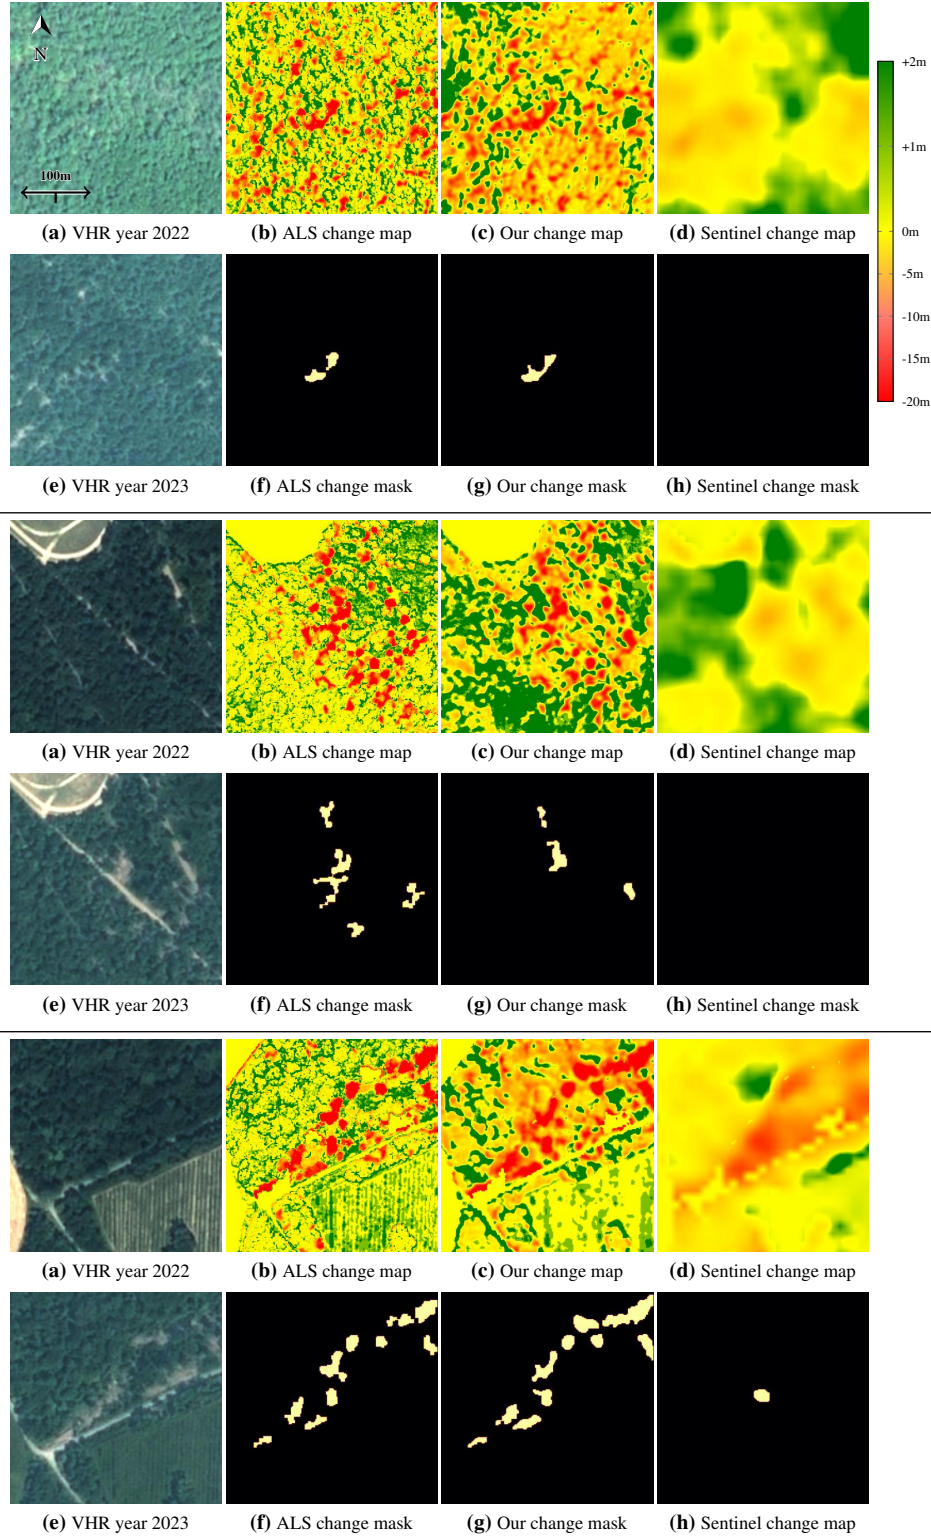 N
100m
+2m
+1m
0m
-5m
-10m
-15m
-20m
(a) VHR year 2022
(b) ALS change map
(c) Our change map
(d) Sentinel change map
(e) VHR year 2023
(f) ALS change mask
(g) Our change mask
(h) Sentinel change mask
(a) VHR year 2022
(b) ALS change map
(c) Our change map
(d) Sentinel change map
(e) VHR year 2023
(f) ALS change mask
(g) Our change mask
(h) Sentinel change mask
(a) VHR year 2022
(b) ALS change map
(c) Our change map
(d) Sentinel change map
(e) VHR year 2023
(f) ALS change mask
(g) Our change mask
(h) Sentinel change map